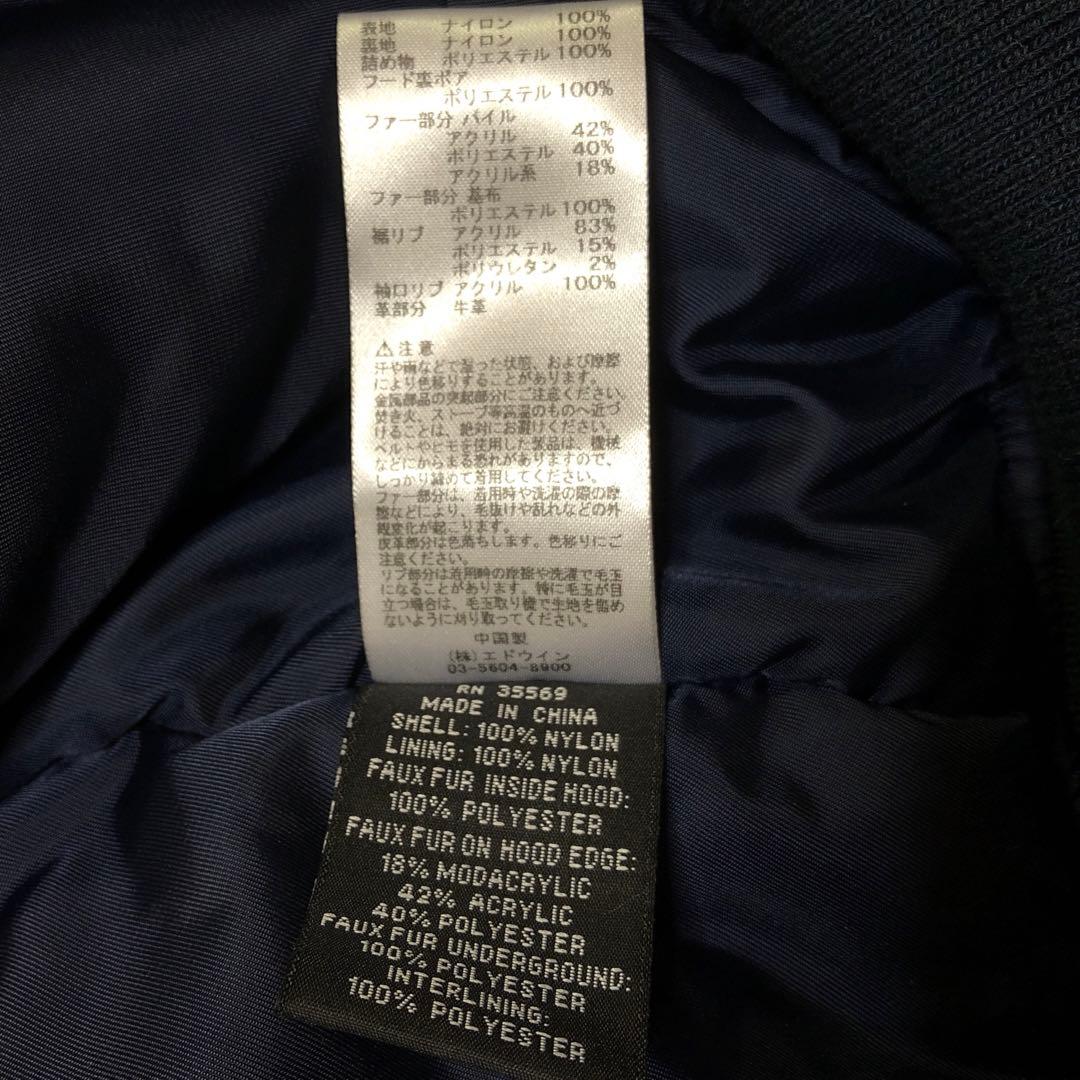 表地 ナイロン 100%
裏地 ナイロン 100%
詰め物 ポリエステル 100%
フード裏ボア
ポリエステル 100%
ファー部分 パイル
アクリル 42%
ポリエステル 40%
アクリル系 18%
ファー部分 基布
ポリエステル 100%
裾リブ アクリル 83%
ポリエステル 15%
ポリウレタン 2%
袖口リブ アクリル 100%
革部分 牛革
⚠注意
汗や雨などで湿った状態、および摩擦
により色移りすることがあります。
金属部品の突起部分にご注意ください。
焚き火、ストーブ等高温のものへ近づ
けることは、絶対にお避けください。
ベルトやヒモを使用した製品は、機械
などにからまる恐れがありますので、
しっかり纏めて着用してください。
ファー部分は、着用時や洗濯の際の摩
擦などにより、毛抜けや乱れなどの外
観変化が起こります。
皮革部分は色落ちします。色移りにご
注意ください。
リブ部分は着用時の摩擦や洗濯で毛玉
になることがあります。特に毛玉が目
立つ場合は、毛玉取り機で生地を傷め
ないように刈り取ってください。
中国製
(株)エドウイン
03-5604-8900
RN 35569
MADE IN CHINA
SHELL: 100% NYLON
LINING: 100% NYLON
FAUX FUR INSIDE HOOD:
100% POLYESTER
FAUX FUR ON HOOD EDGE:
18% MODACRYLIC
42% ACRYLIC
40% POLYESTER
FAUX FUR UNDERGROUND:
100% POLYESTER
INTERLINING:
100% POLYESTER